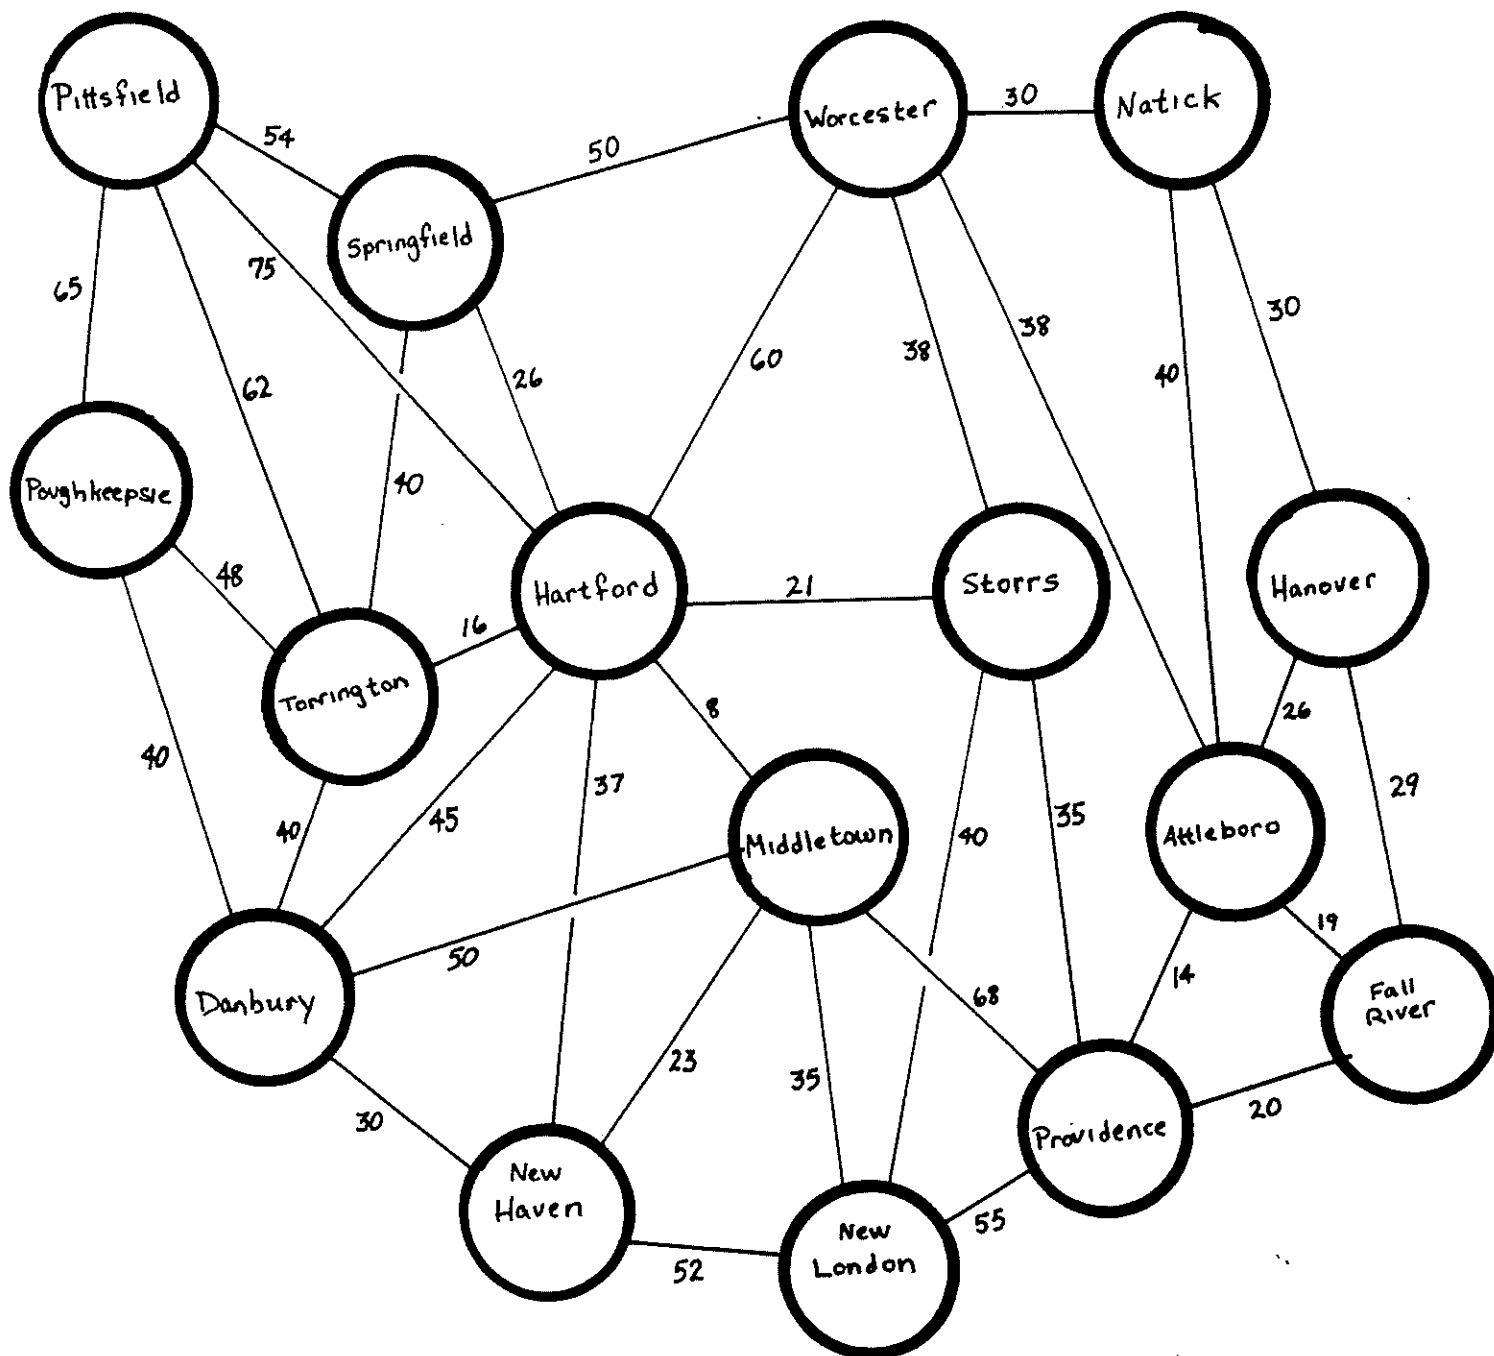 Pittsfield
Worcester
Natick
30
54
50
Springfield
65
75
38
30
62
26
60
38
40
40
Poughkeepsie
48
Hartford
21
Storrs
Hanover
16
Torrington
8
26
40
37
29
40
45
Middletown
40
35
Attleboro
19
50
14
Danbury
68
Fall
River
23
35
30
20
Providence
New
Haven
55
New
London
52